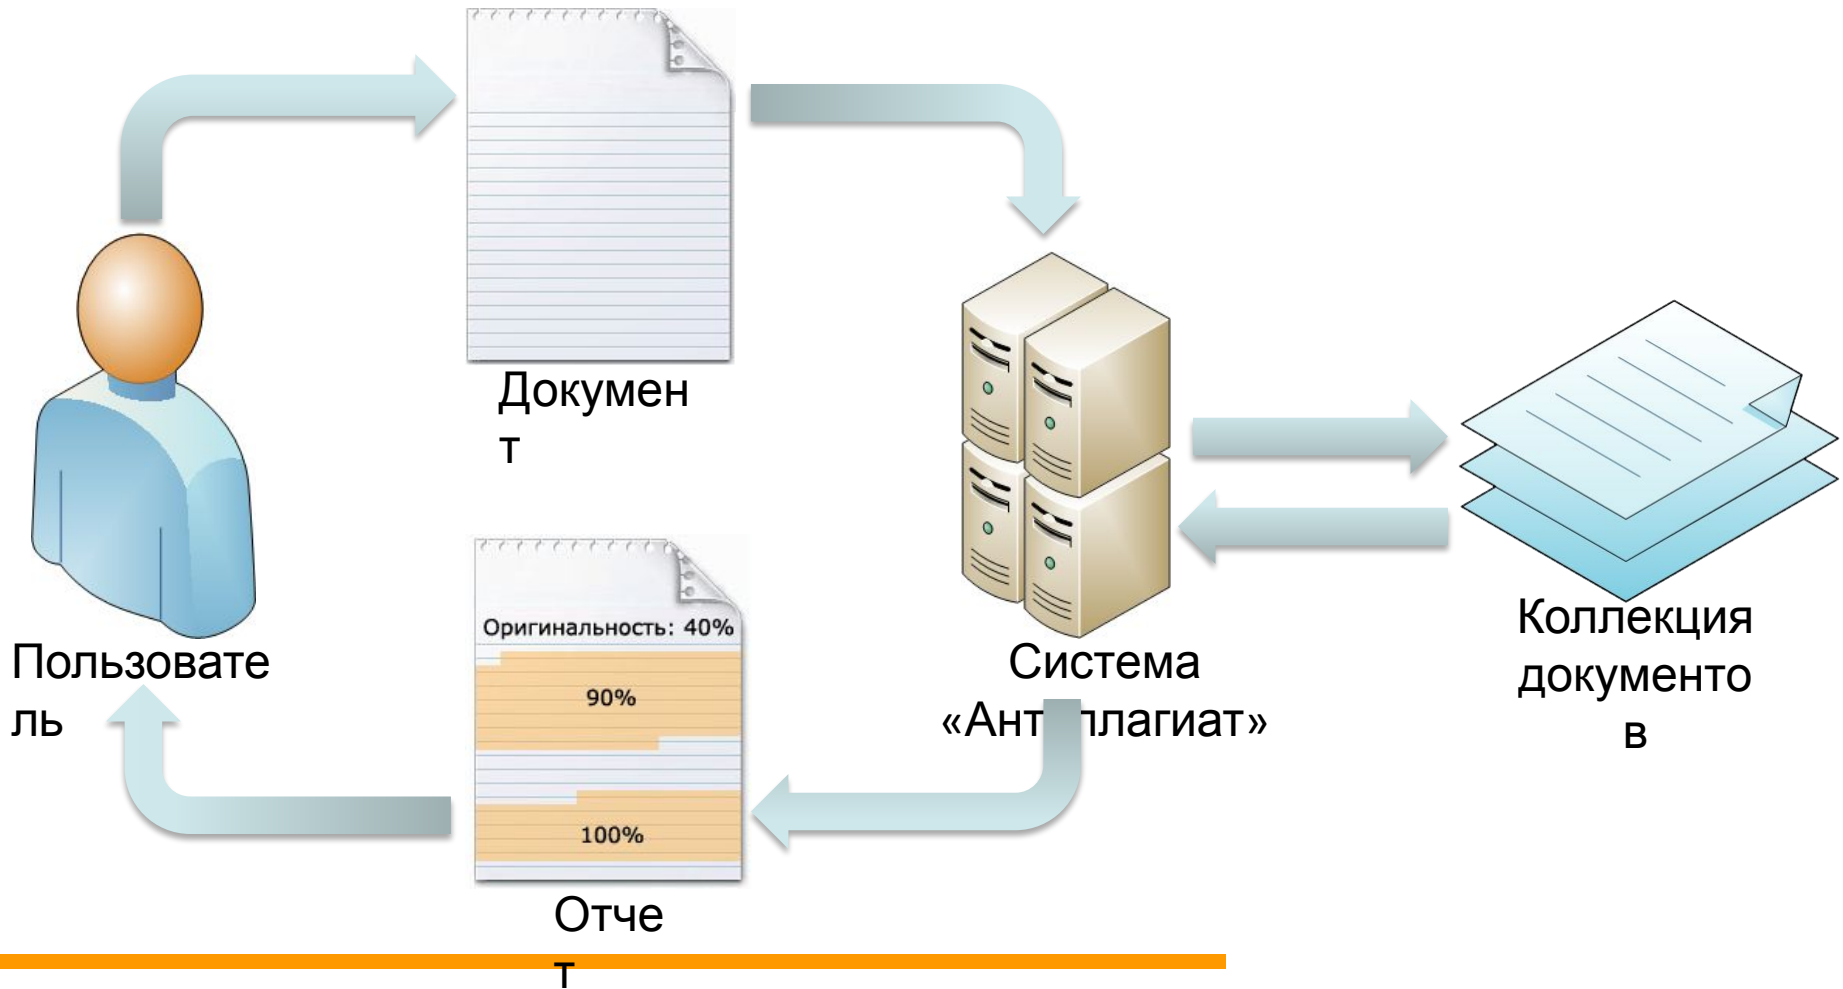 Докумен
т
Оригинальность: 40%
90%
100%
Пользовате
ль
Система
«Ант плагиат»
Коллекция
документо
в
Отче
т